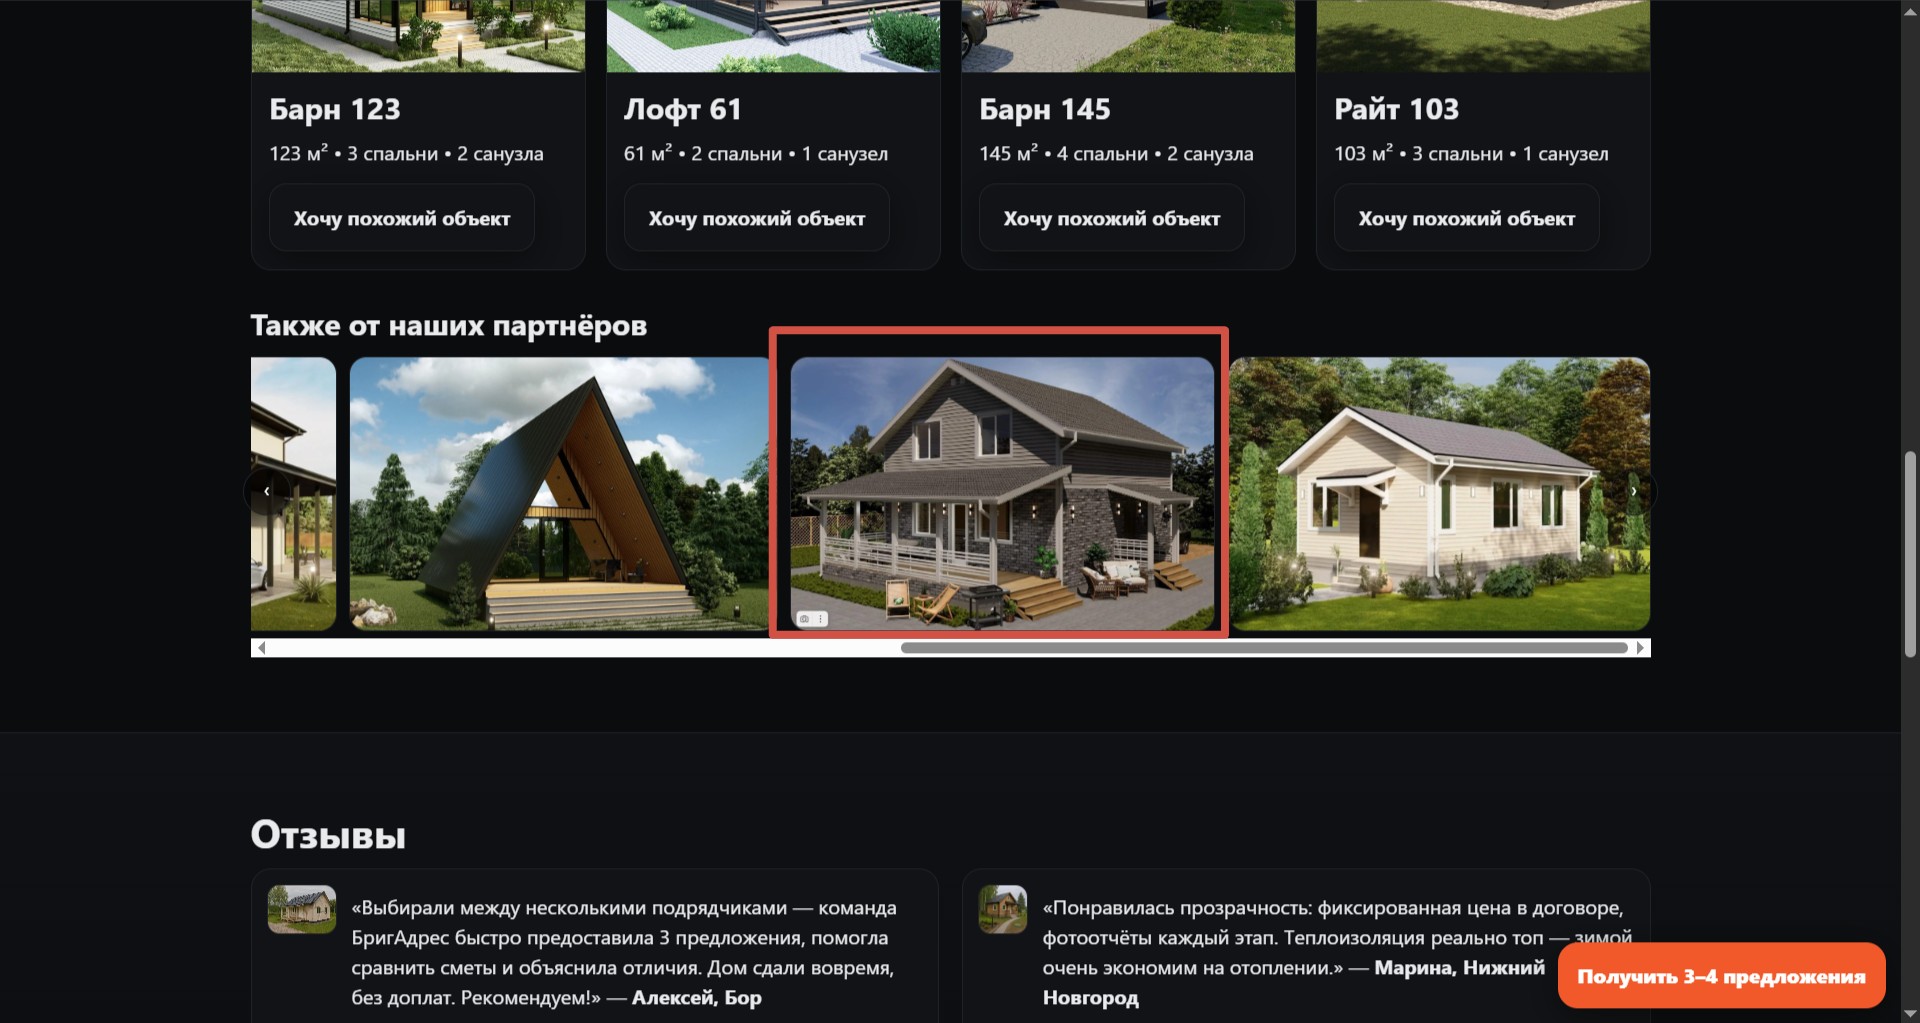 Барн 123
123 м² • 3 спальни • 2 санузла
Хочу похожий объект
Лофт 61
61 м² • 2 спальни • 1 санузел
Хочу похожий объект
Барн 145
145 м² • 4 спальни • 2 санузла
Хочу похожий объект
Райт 103
103 м² • 3 спальни • 1 санузел
Хочу похожий объект
Также от наших партнёров
Отзывы
«Выбирали между несколькими подрядчиками — команда
БригАдрес быстро предоставила 3 предложения, помогла
сравнить сметы и объяснила отличия. Дом сдали вовремя,
без доплат. Рекомендуем!» — Алексей, Бор
«Понравилась прозрачность: фиксированная цена в договоре,
фотоотчёты каждый этап. Теплоизоляция реально топ — зимой
очень экономим на отоплении.» — Марина, Нижний
Новгород
Получить 3–4 предложения